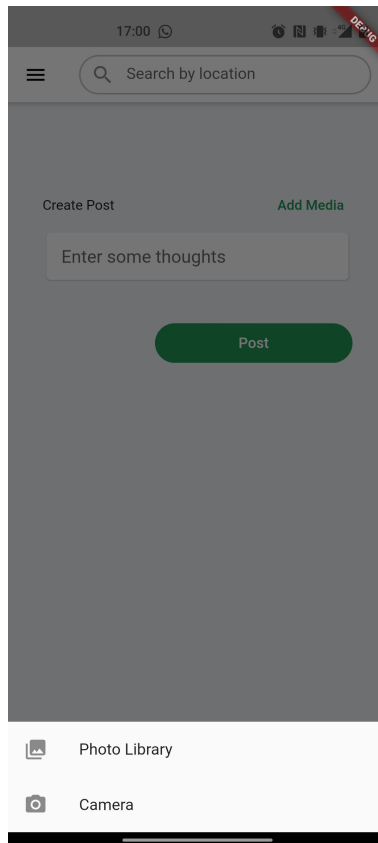 17:00
DEBUG
Search by location
Create Post Add Media
Enter some thoughts
Post
Photo Library
Camera